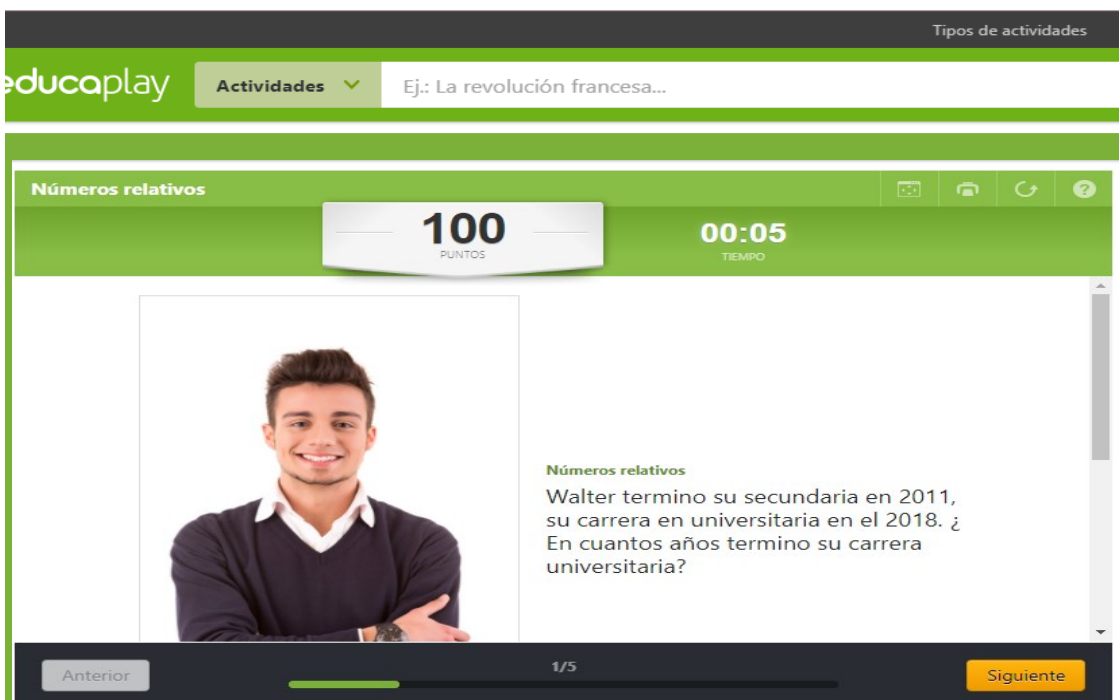 Tipos de actividades
educaplay
Actividades
Ej.: La revolución francesa...
Números relativos
100
PUNTOS
00:05
TIEMPO
Números relativos
Walter termino su secundaria en 2011,
su carrera en universitaria en el 2018. ¿
En cuantos años termino su carrera
universitaria?
Anterior
1/5
Siguiente